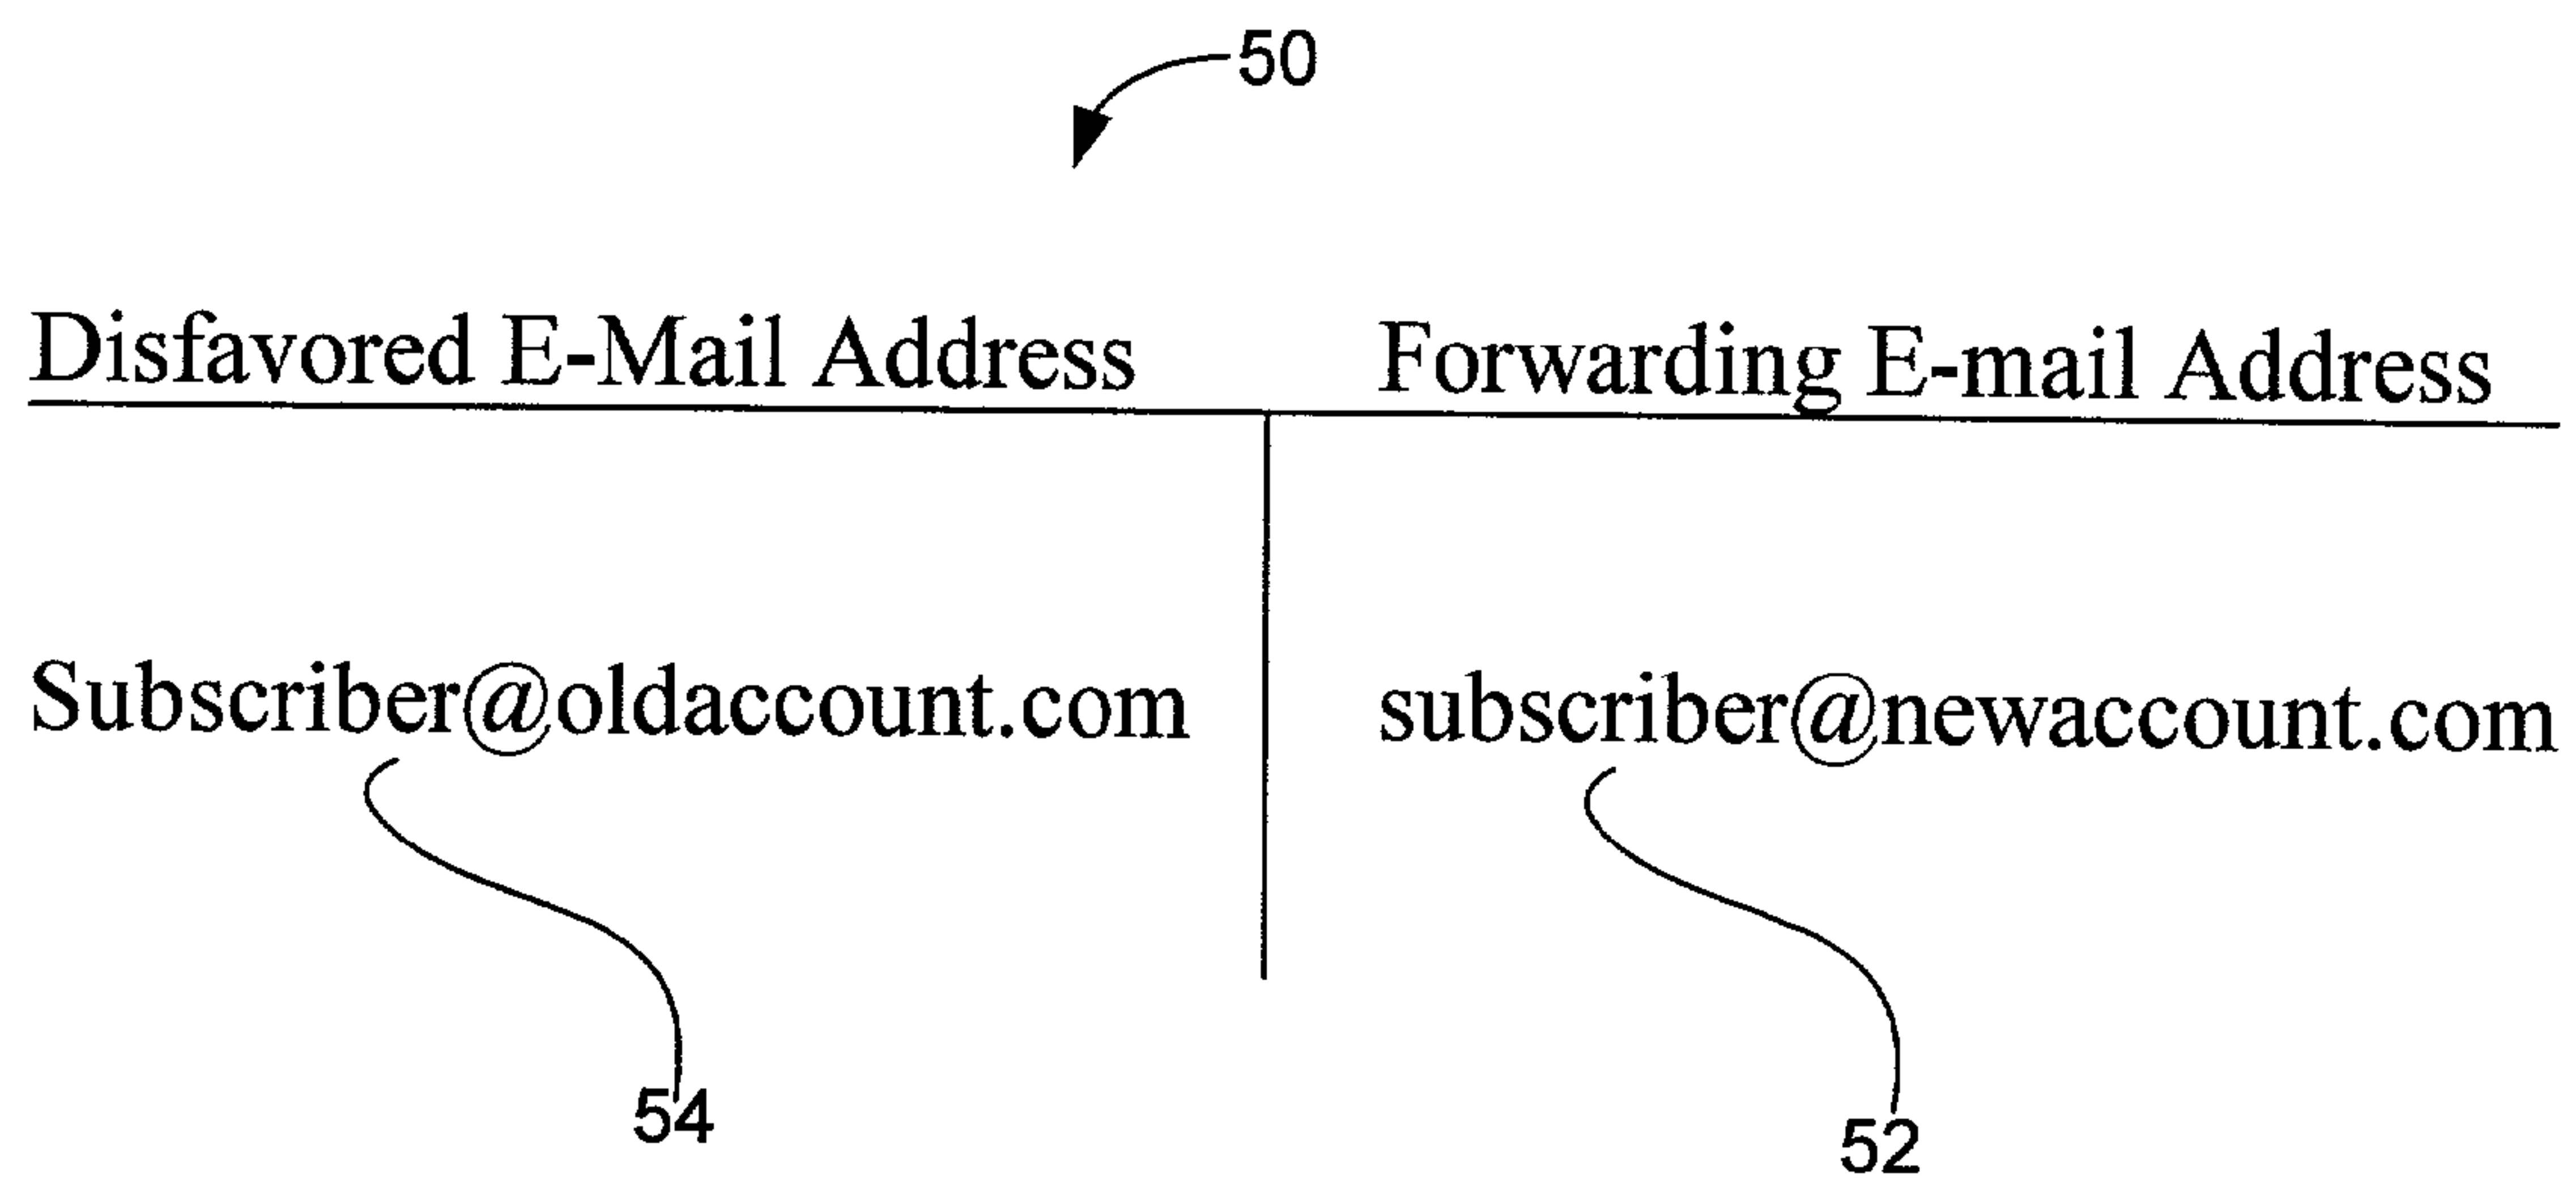 50
Disfavored E-Mail Address
Forwarding E-mail Address
Subscriber@oldaccount.com
subscriber@newaccount.com
54
52